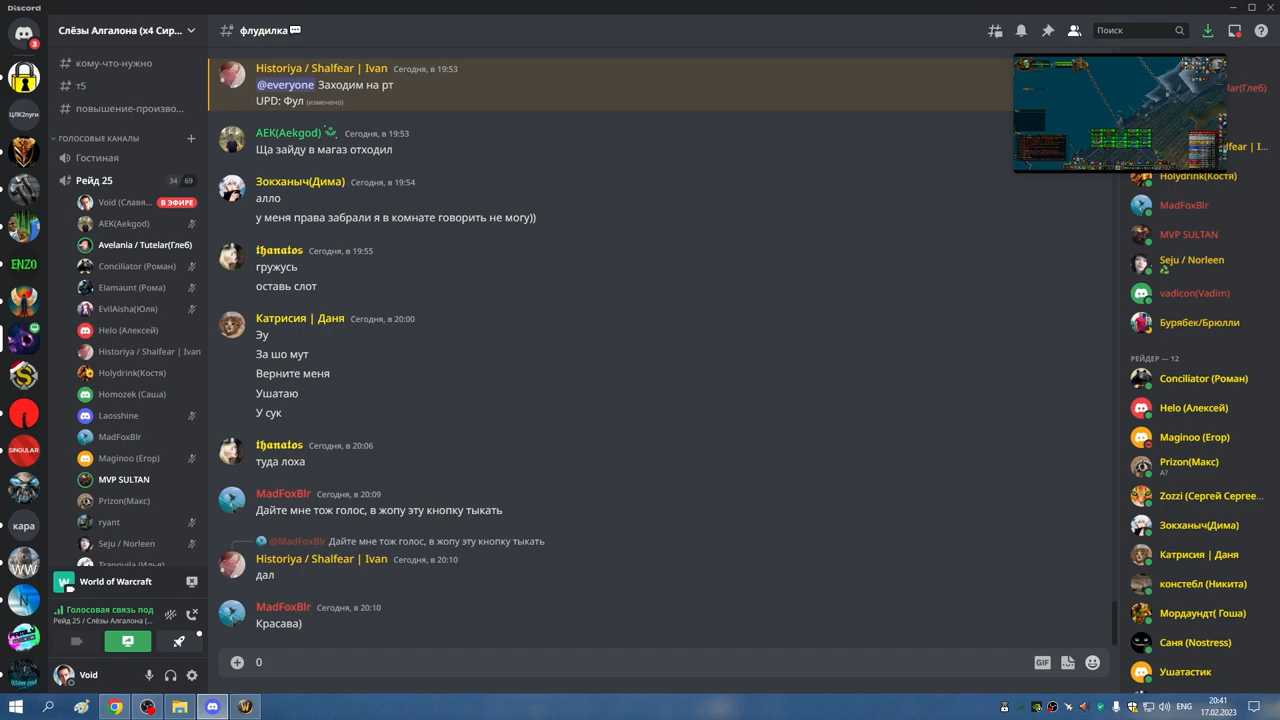 Discord
Слёзы Алгалона (x4 Сир...
флудилка
Поиск
3
кому-что-нужно
т5
повышение-произво...
ГОЛОСОВЫЕ КАНАЛЫ
Гостиная
Рейд 25 34 69
Void (Славя... В ЭФИРЕ
AEK(Aekgod)
Avelania / Tutelar(Глеб)
Conciliator (Роман)
Elamaunt (Рома)
EvilAisha(Юля)
Helo (Алексей)
Historiya / Shalfear | Ivan
Holydrink(Костя)
Homozek (Саша)
Laosshine
MadFoxBlr
Maginoo (Егор)
MVP SULTAN
Prizon(Макс)
ryant
Seju / Norleen
Tranquila (Илья)
World of Warcraft
Голосовая связь под
Рейд 25 / Слёзы Алгалона (
Void
ЦЛК2пуги
ENZO
SINGULAR
кара
WW
Historiya / Shalfear | Ivan Сегодня, в 19:53
@everyone Заходим на рт
UPD: Фул (изменено)
AEK(Aekgod) Сегодня, в 19:53
Ща зайду в магаз отходил
Зокханыч(Дима) Сегодня, в 19:54
алло
у меня права забрали я в комнате говорить не могу))
thanatos Сегодня, в 19:55
гружусь
оставь слот
Катрисия | Даня Сегодня, в 20:00
Эу
За шо мут
Верните меня
Ушатаю
У сук
thanatos Сегодня, в 20:06
туда лоха
MadFoxBlr Сегодня, в 20:09
Дайте мне тож голос, в жопу эту кнопку тыкать
@MadFoxBlr Дайте мне тож голос, в жопу эту кнопку тыкать
Historiya / Shalfear | Ivan Сегодня, в 20:10
дал
MadFoxBlr Сегодня, в 20:10
Красава)
0
GIF
lar(Глеб)
lfear | I...
Holydrink(Костя)
MadFoxBlr
MVP SULTAN
Seju / Norleen
vadicon(Vadim)
Бурябек/Брюлли
РЕЙДЕР — 12
Conciliator (Роман)
Helo (Алексей)
Maginoo (Егор)
Prizon(Макс)
А?
Zozzi (Сергей Сергее...
Зокханыч(Дима)
Катрисия | Даня
констебл (Никита)
Мордаундт( Гоша)
Саня (Nostress)
Ушатастик
ENG
20:41
17.02.2023